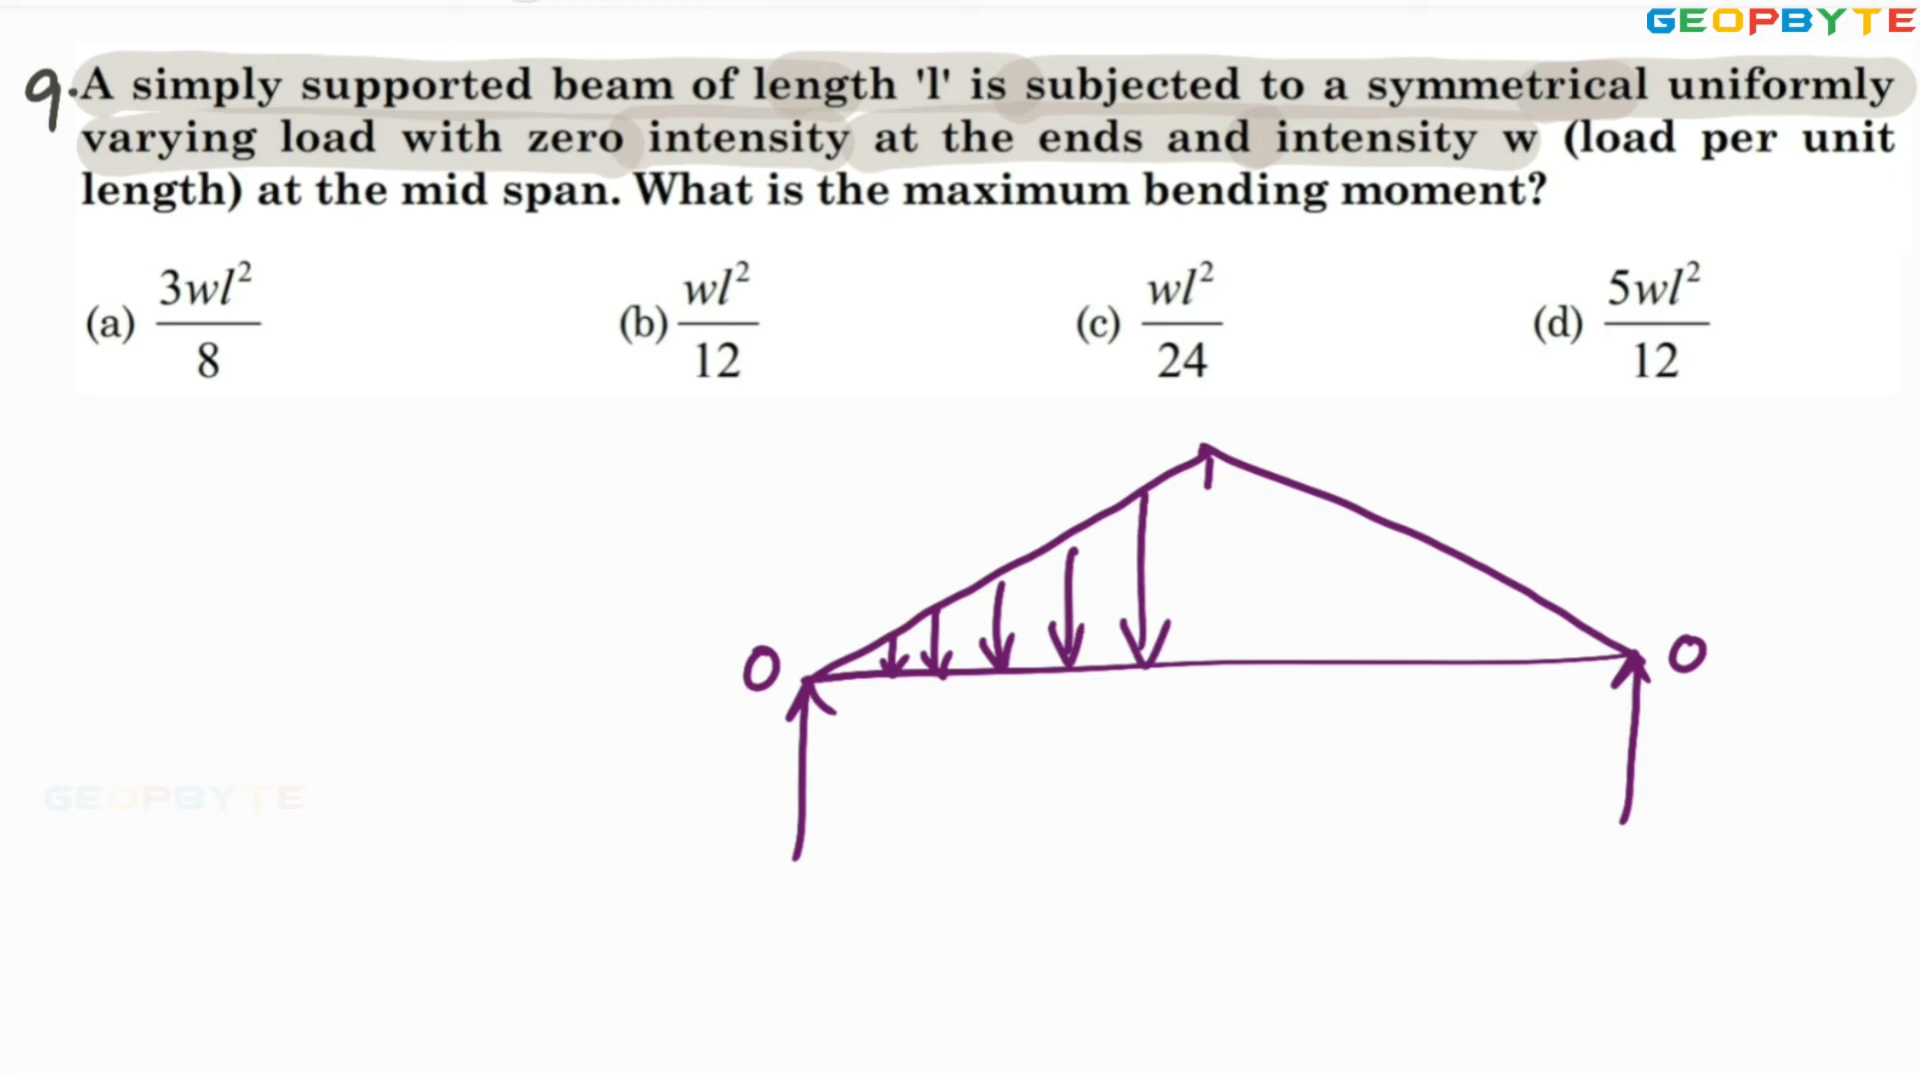 GEOPBYTE
9. A simply supported beam of length 'l' is subjected to a symmetrical uniformly
varying load with zero intensity at the ends and intensity w (load per unit
length) at the mid span. What is the maximum bending moment?
(a) 3wl²/8 (b) wl²/12 (c) wl²/24 (d) 5wl²/12
0 0
GEOPBYTE